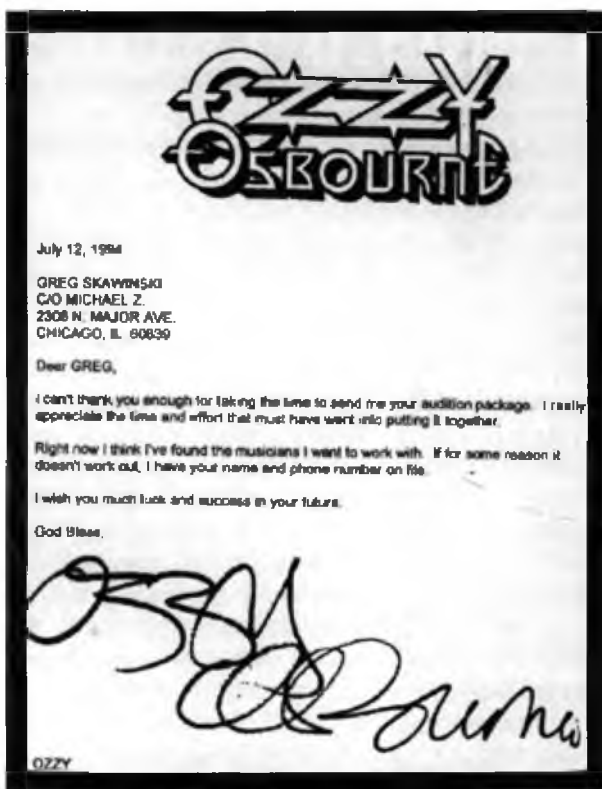 OZZY
OSBOURNE
July 12, 1994
GREG SKAWINSKI
C/O MICHAEL Z.
2308 N. MAJOR AVE.
CHICAGO, IL 60639
Dear GREG,
I can't thank you enough for taking the time to send me your audition package. I really
appreciate the time and effort that must have went into putting it together.
Right now I think I've found the musicians I want to work with. If for some reason it
doesn't work out, I have your name and phone number on file.
I wish you much luck and success in your future.
God Bless,
Ozzy
Osbourne
OZZY